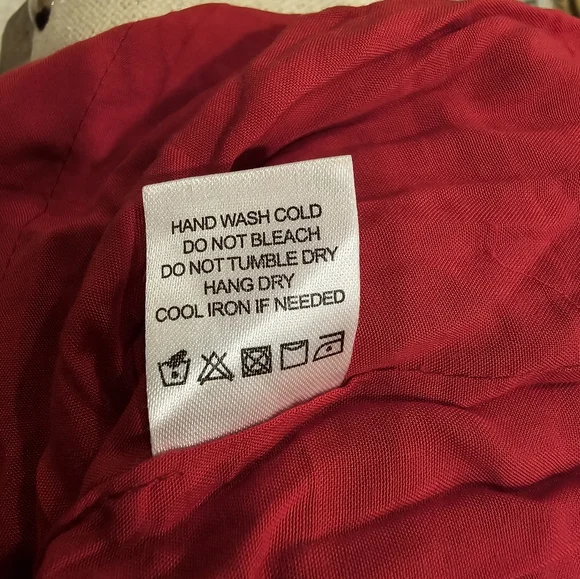 HAND WASH COLD
DO NOT BLEACH
DO NOT TUMBLE DRY
HANG DRY
COOL IRON IF NEEDED